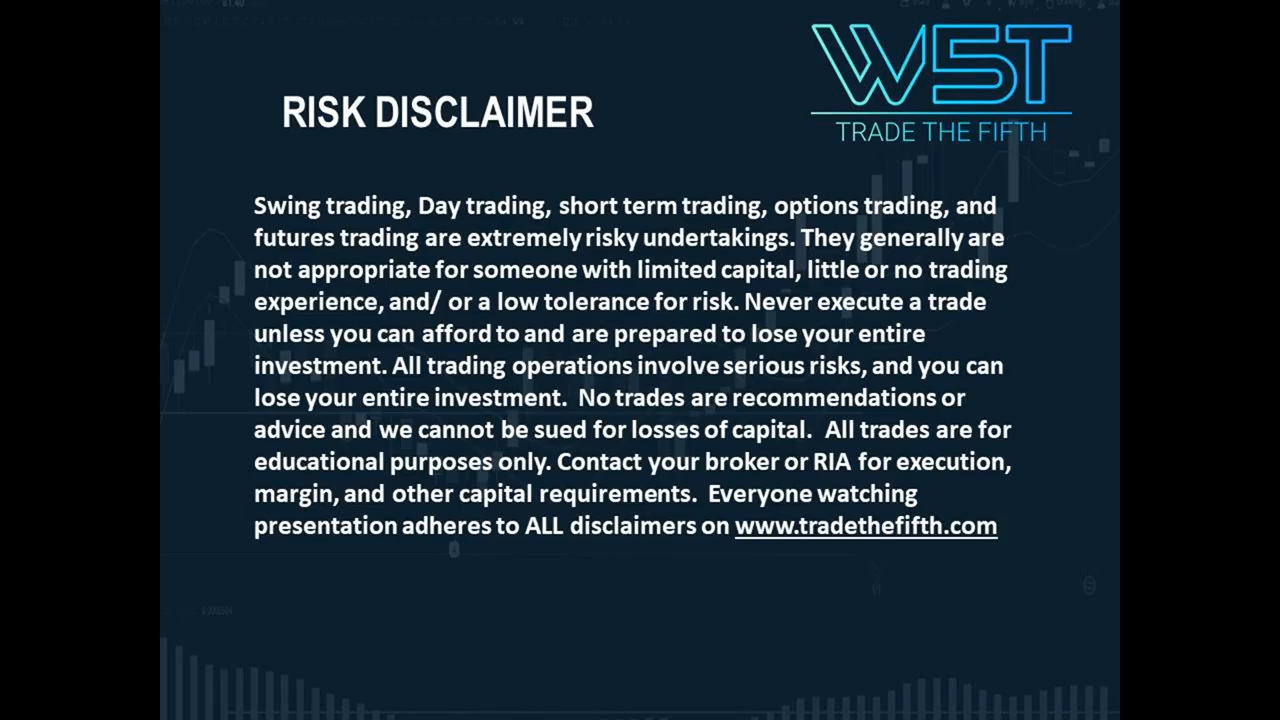 W5T
TRADE THE FIFTH
RISK DISCLAIMER
Swing trading, Day trading, short term trading, options trading, and
futures trading are extremely risky undertakings. They generally are
not appropriate for someone with limited capital, little or no trading
experience, and/ or a low tolerance for risk. Never execute a trade
unless you can afford to and are prepared to lose your entire
investment. All trading operations involve serious risks, and you can
lose your entire investment.  No trades are recommendations or
advice and we cannot be sued for losses of capital.  All trades are for
educational purposes only. Contact your broker or RIA for execution,
margin, and other capital requirements.  Everyone watching
presentation adheres to ALL disclaimers on www.tradethefifth.com